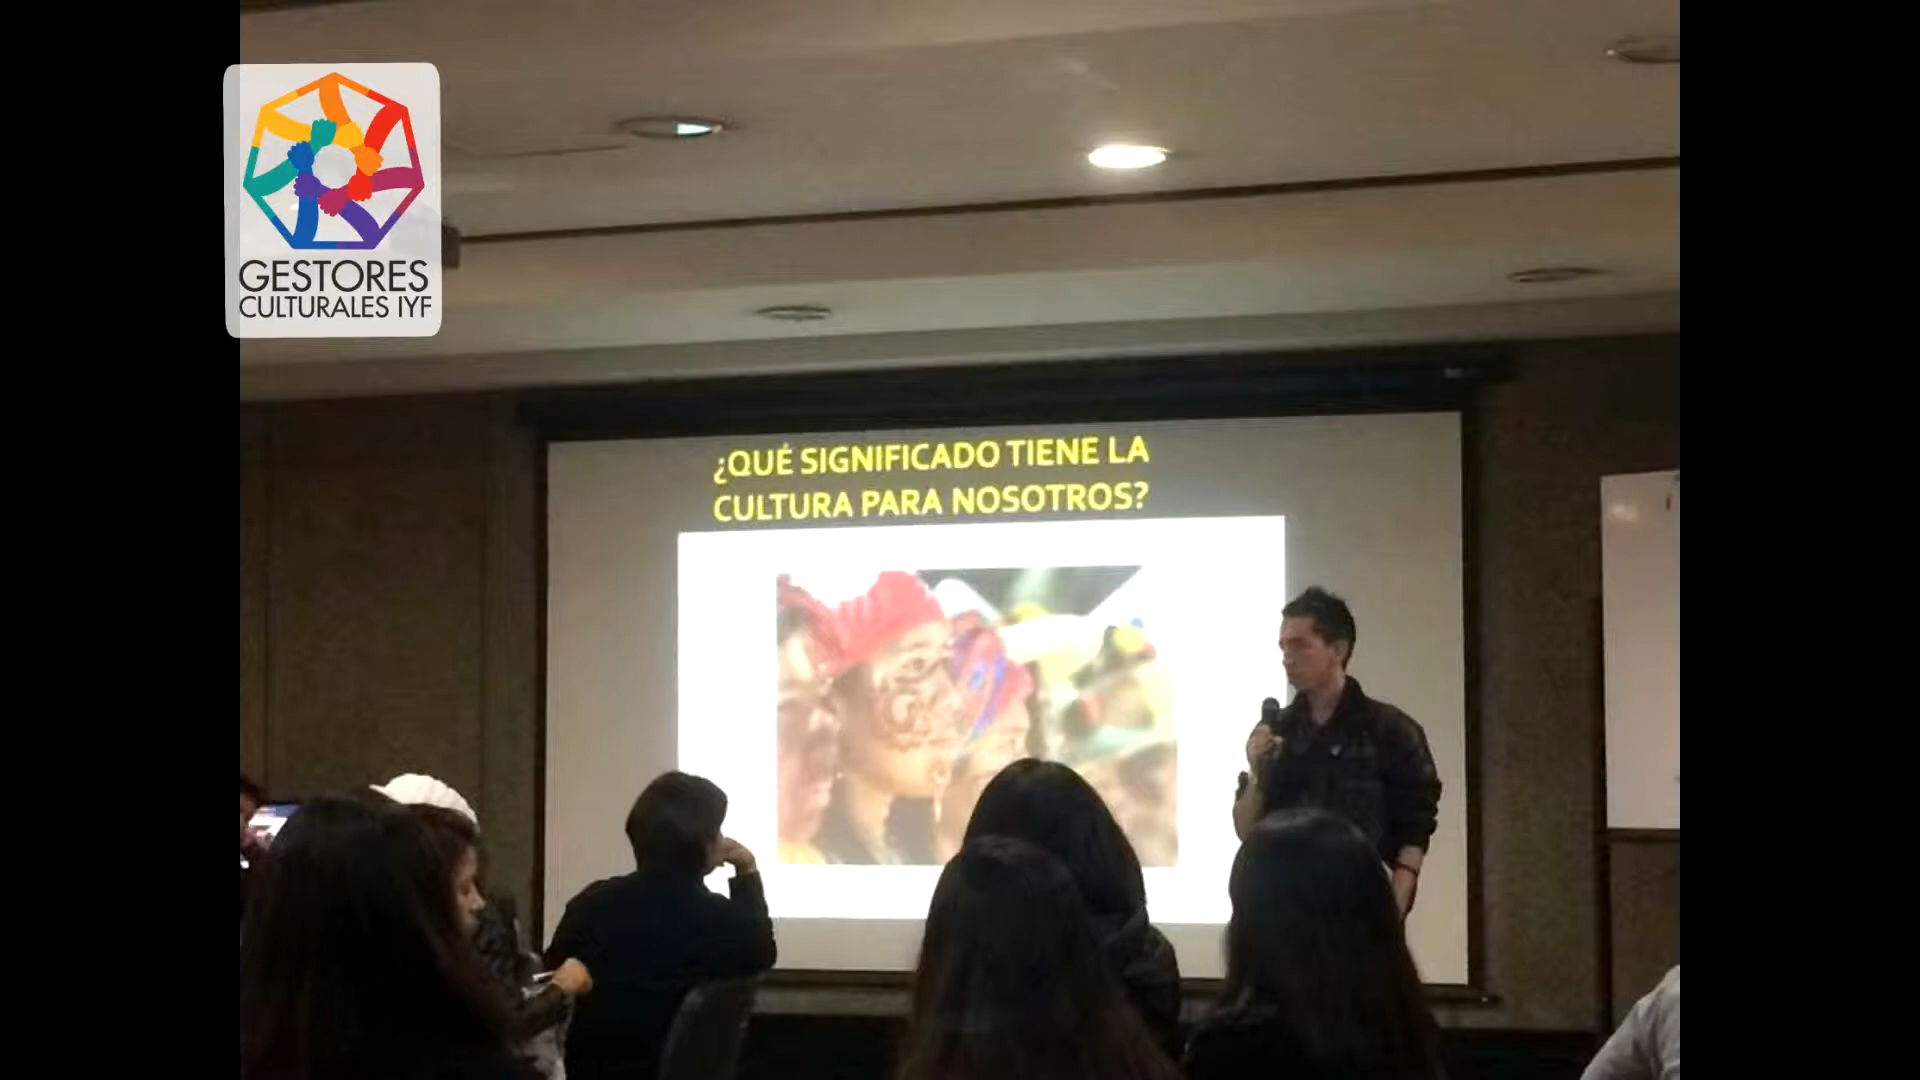 GESTORES
CULTURALES IYF
¿QUÉ SIGNIFICADO TIENE LA
CULTURA PARA NOSOTROS?